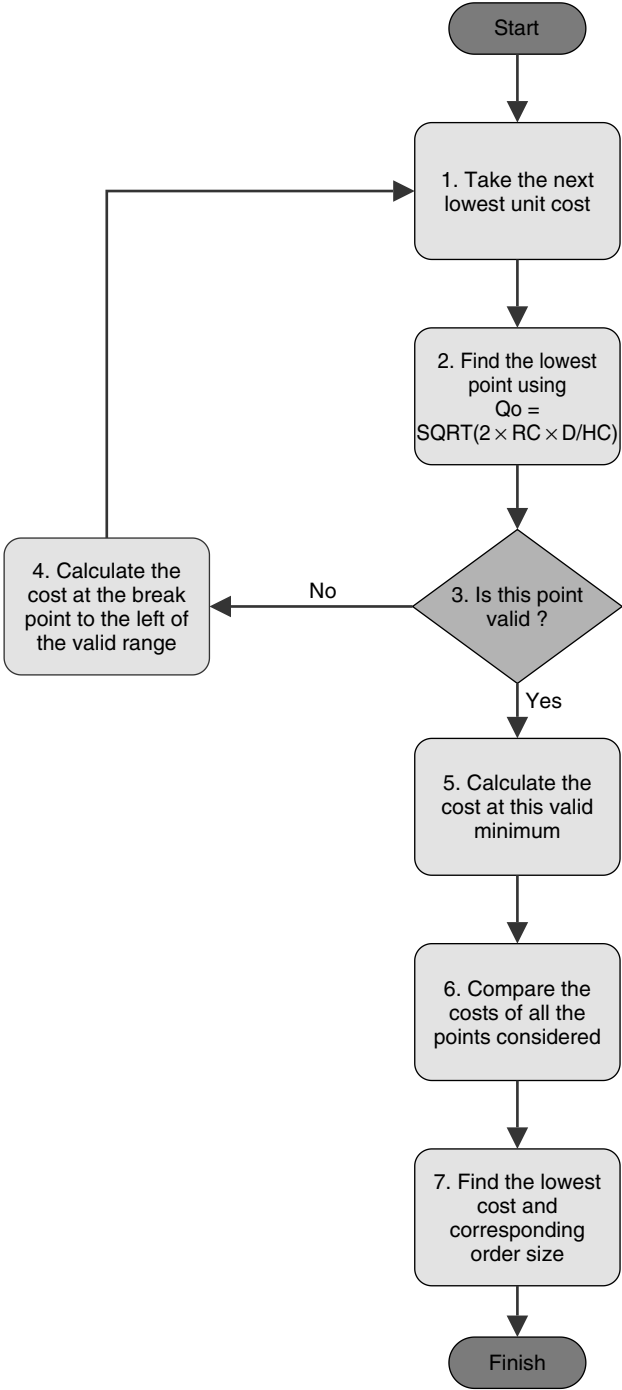 Start
1. Take the next
lowest unit cost
2. Find the lowest
point using
Qo =
SQRT(2 × RC × D/HC)
3. Is this point
valid ?
No
4. Calculate the
cost at the break
point to the left of
the valid range
Yes
5. Calculate the
cost at this valid
minimum
6. Compare the
costs of all the
points considered
7. Find the lowest
cost and
corresponding
order size
Finish